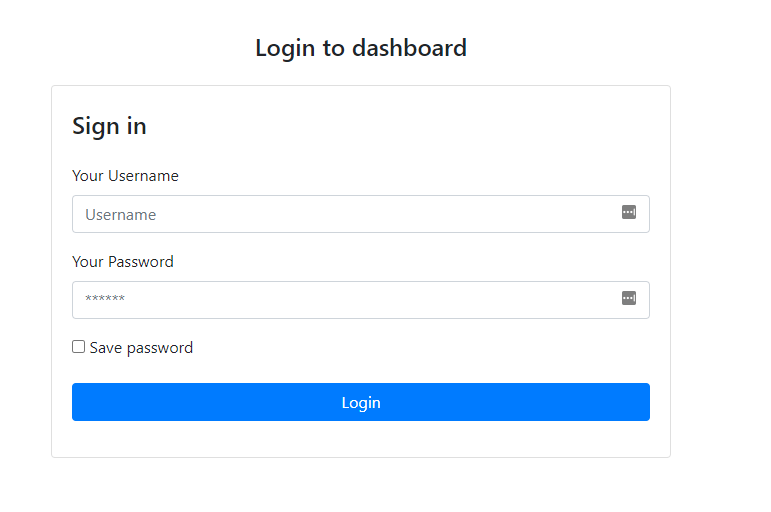 Login to dashboard
Sign in
Your Username
Username
Your Password
******
Save password
Login